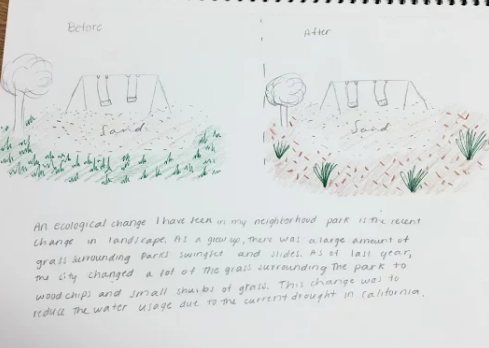 Before
After
Sand
Sand
An ecological change I have seen in my neighborhood park is the recent
change in landscape. As a grow up, there was a large amount of
grass surrounding parks swingset and slides. As of last year,
the city changed a lot of the grass surrounding the park to
wood chips and small shurbs of grass. This change was to
reduce the water usage due to the current drought in California.